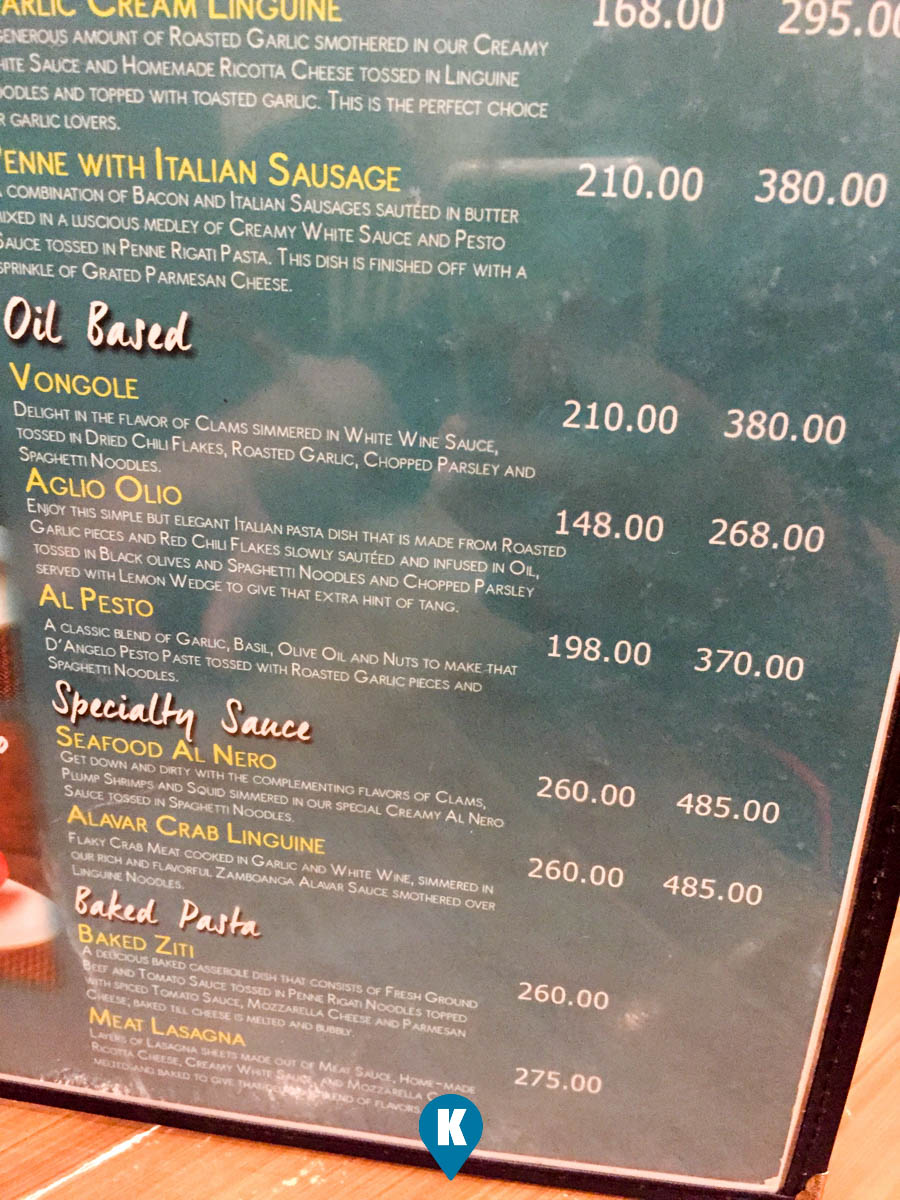 GARLIC CREAM LINGUINE 168.00 295.00
GENEROUS AMOUNT OF ROASTED GARLIC SMOTHERED IN OUR CREAMY
WHITE SAUCE AND HOMEMADE RICOTTA CHEESE TOSSED IN LINGUINE
NOODLES AND TOPPED WITH TOASTED GARLIC. THIS IS THE PERFECT CHOICE
GARLIC LOVERS.
PENNE WITH ITALIAN SAUSAGE 210.00 380.00
A COMBINATION OF BACON AND ITALIAN SAUSAGES SAUTÉED IN BUTTER
MIXED IN A LUSCIOUS MEDLEY OF CREAMY WHITE SAUCE AND PESTO
SAUCE TOSSED IN PENNE RIGATI PASTA. THIS DISH IS FINISHED OFF WITH A
SPRINKLE OF GRATED PARMESAN CHEESE.
Oil Based
VONGOLE 210.00 380.00
DELIGHT IN THE FLAVOR OF CLAMS SIMMERED IN WHITE WINE SAUCE,
TOSSED IN DRIED CHILI FLAKES, ROASTED GARLIC, CHOPPED PARSLEY AND
SPAGHETTI NOODLES.
AGLIO OLIO 148.00 268.00
ENJOY THIS SIMPLE BUT ELEGANT ITALIAN PASTA DISH THAT IS MADE FROM ROASTED
GARLIC PIECES AND RED CHILI FLAKES SLOWLY SAUTÉED AND INFUSED IN OIL,
TOSSED IN BLACK OLIVES AND SPAGHETTI NOODLES AND CHOPPED PARSLEY
SERVED WITH LEMON WEDGE TO GIVE THAT EXTRA HINT OF TANG.
AL PESTO 198.00 370.00
A CLASSIC BLEND OF GARLIC, BASIL, OLIVE OIL AND NUTS TO MAKE THAT
D'ANGELO PESTO PASTE TOSSED WITH ROASTED GARLIC PIECES AND
SPAGHETTI NOODLES.
Specialty Sauce
SEAFOOD AL NERO 260.00 485.00
GET DOWN AND DIRTY WITH THE COMPLEMENTING FLAVORS OF CLAMS,
PLUMP SHRIMPS AND SQUID SIMMERED IN OUR SPECIAL CREAMY AL NERO
SAUCE TOSSED IN SPAGHETTI NOODLES.
ALAVAR CRAB LINGUINE 260.00 485.00
FLAKY CRAB MEAT COOKED IN GARLIC AND WHITE WINE, SIMMERED IN
OUR RICH AND FLAVORFUL ZAMBOANGA ALAVAR SAUCE SMOTHERED OVER
LINGUINE NOODLES.
Baked Pasta
BAKED ZITI 260.00
A DELICIOUS BAKED CASSEROLE DISH THAT CONSISTS OF FRESH GROUND
BEEF AND TOMATO SAUCE TOSSED IN PENNE RIGATI NOODLES TOPPED
WITH SPICED TOMATO SAUCE, MOZZARELLA CHEESE AND PARMESAN
CHEESE, BAKED TILL CHEESE IS MELTED AND BUBBLY.
MEAT LASAGNA 275.00
LAYERS OF LASAGNA SHEETS MADE OUT OF MEAT SAUCE, HOME-MADE
RICOTTA CHEESE, CREAMY WHITE SAUCE AND MOZZARELLA
MELTED AND BAKED TO GIVE BLEND OF FLAVORS
K